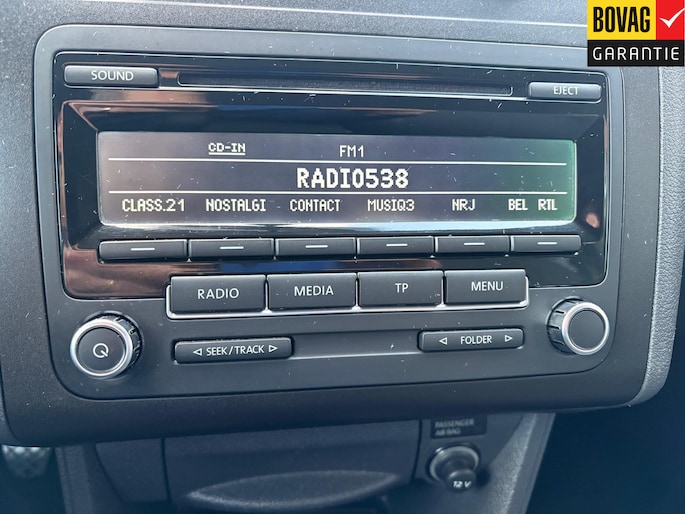 BOVAG
GARANTIE
SOUND
EJECT
CD-IN FM1
RADIO538
CLASS.21 NOSTALGI CONTACT MUSIQ3 NRJ BEL RTL
RADIO MEDIA TP MENU
SEEK/TRACK
FOLDER
PASSENGER
AIR BAG
12V